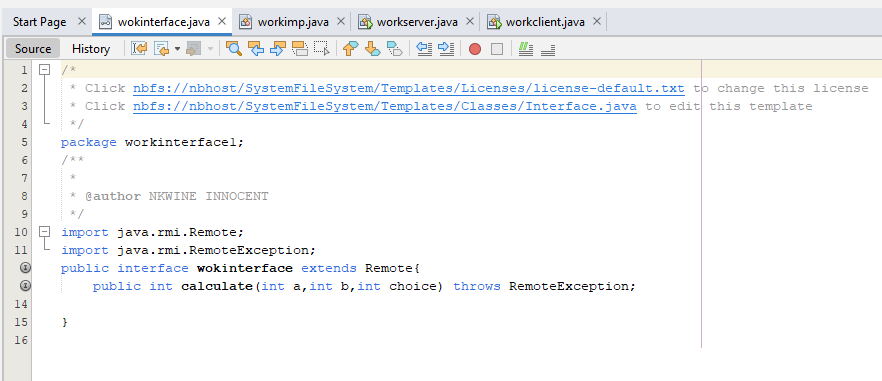 Start Page wokinterface.java workimp.java workserver.java workclient.java
Source History
1 /*
2 * Click nbfs://nbhost/SystemFileSystem/Templates/Licenses/license-default.txt to change this license
3 * Click nbfs://nbhost/SystemFileSystem/Templates/Classes/Interface.java to edit this template
4 */
5 package workinterface1;
6 /**
7 *
8 * @author NKWINE INNOCENT
9 */
10 import java.rmi.Remote;
11 import java.rmi.RemoteException;
public interface wokinterface extends Remote{
public int calculate(int a,int b,int choice) throws RemoteException;
14
15 }
16